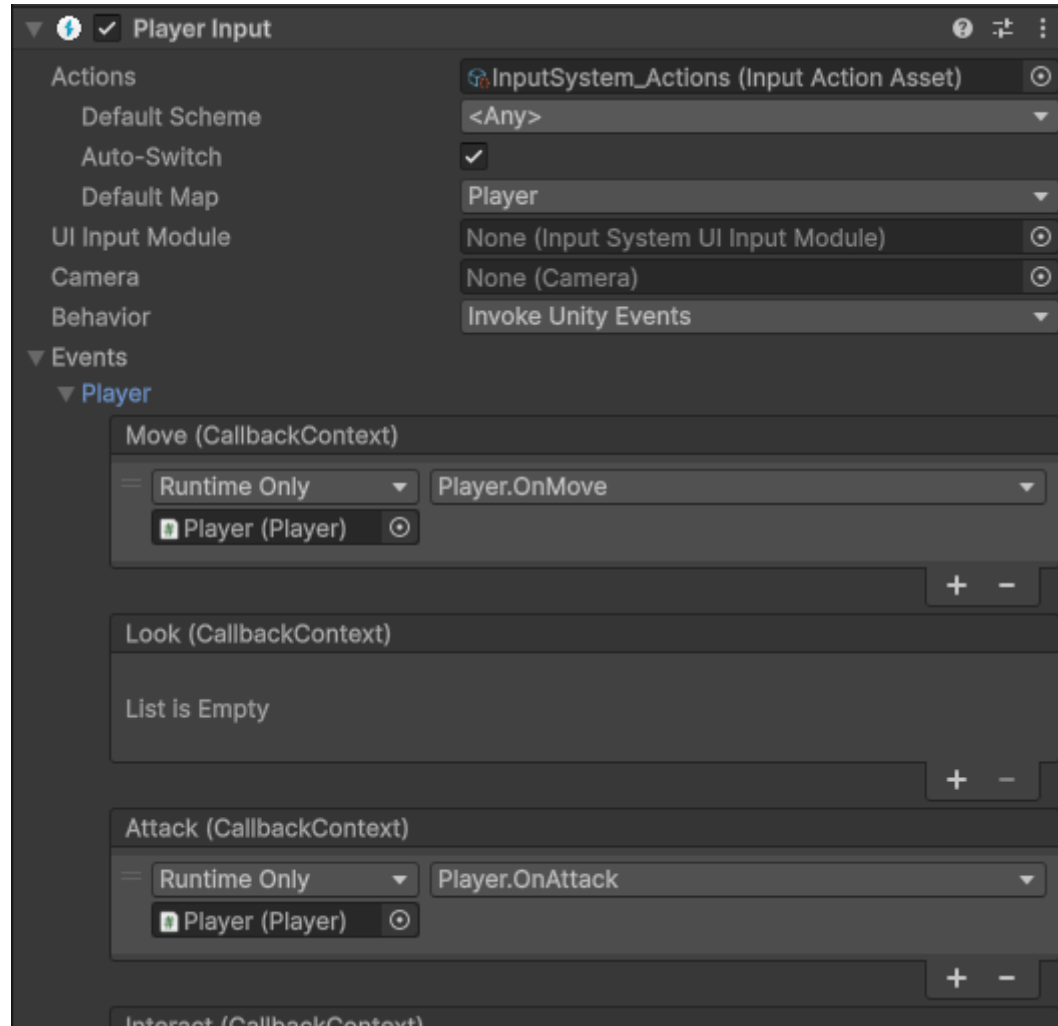 Player Input
Actions InputSystem_Actions (Input Action Asset)
Default Scheme <Any>
Auto-Switch
Default Map Player
UI Input Module None (Input System UI Input Module)
Camera None (Camera)
Behavior Invoke Unity Events
Events
Player
Move (CallbackContext)
Runtime Only Player.OnMove
Player (Player)
+ −
Look (CallbackContext)
List is Empty
+ −
Attack (CallbackContext)
Runtime Only Player.OnAttack
Player (Player)
+ −
Interact (CallbackContext)